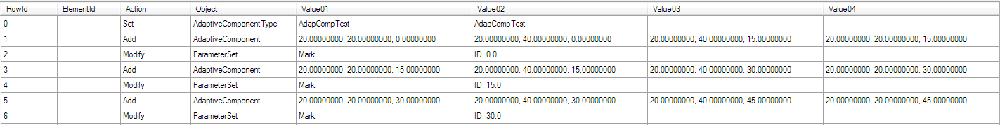 RowId ElementId Action Object Value01 Value02 Value03 Value04
0 Set AdaptiveComponentType AdapCompTest AdapCompTest
1 Add AdaptiveComponent 20.00000000, 20.00000000, 0.00000000 20.00000000, 40.00000000, 0.00000000 20.00000000, 40.00000000, 15.00000000 20.00000000, 20.00000000, 15.00000000
2 Modify ParameterSet Mark ID: 0.0
3 Add AdaptiveComponent 20.00000000, 20.00000000, 15.00000000 20.00000000, 40.00000000, 15.00000000 20.00000000, 40.00000000, 30.00000000 20.00000000, 20.00000000, 30.00000000
4 Modify ParameterSet Mark ID: 15.0
5 Add AdaptiveComponent 20.00000000, 20.00000000, 30.00000000 20.00000000, 40.00000000, 30.00000000 20.00000000, 40.00000000, 45.00000000 20.00000000, 20.00000000, 45.00000000
6 Modify ParameterSet Mark ID: 30.0